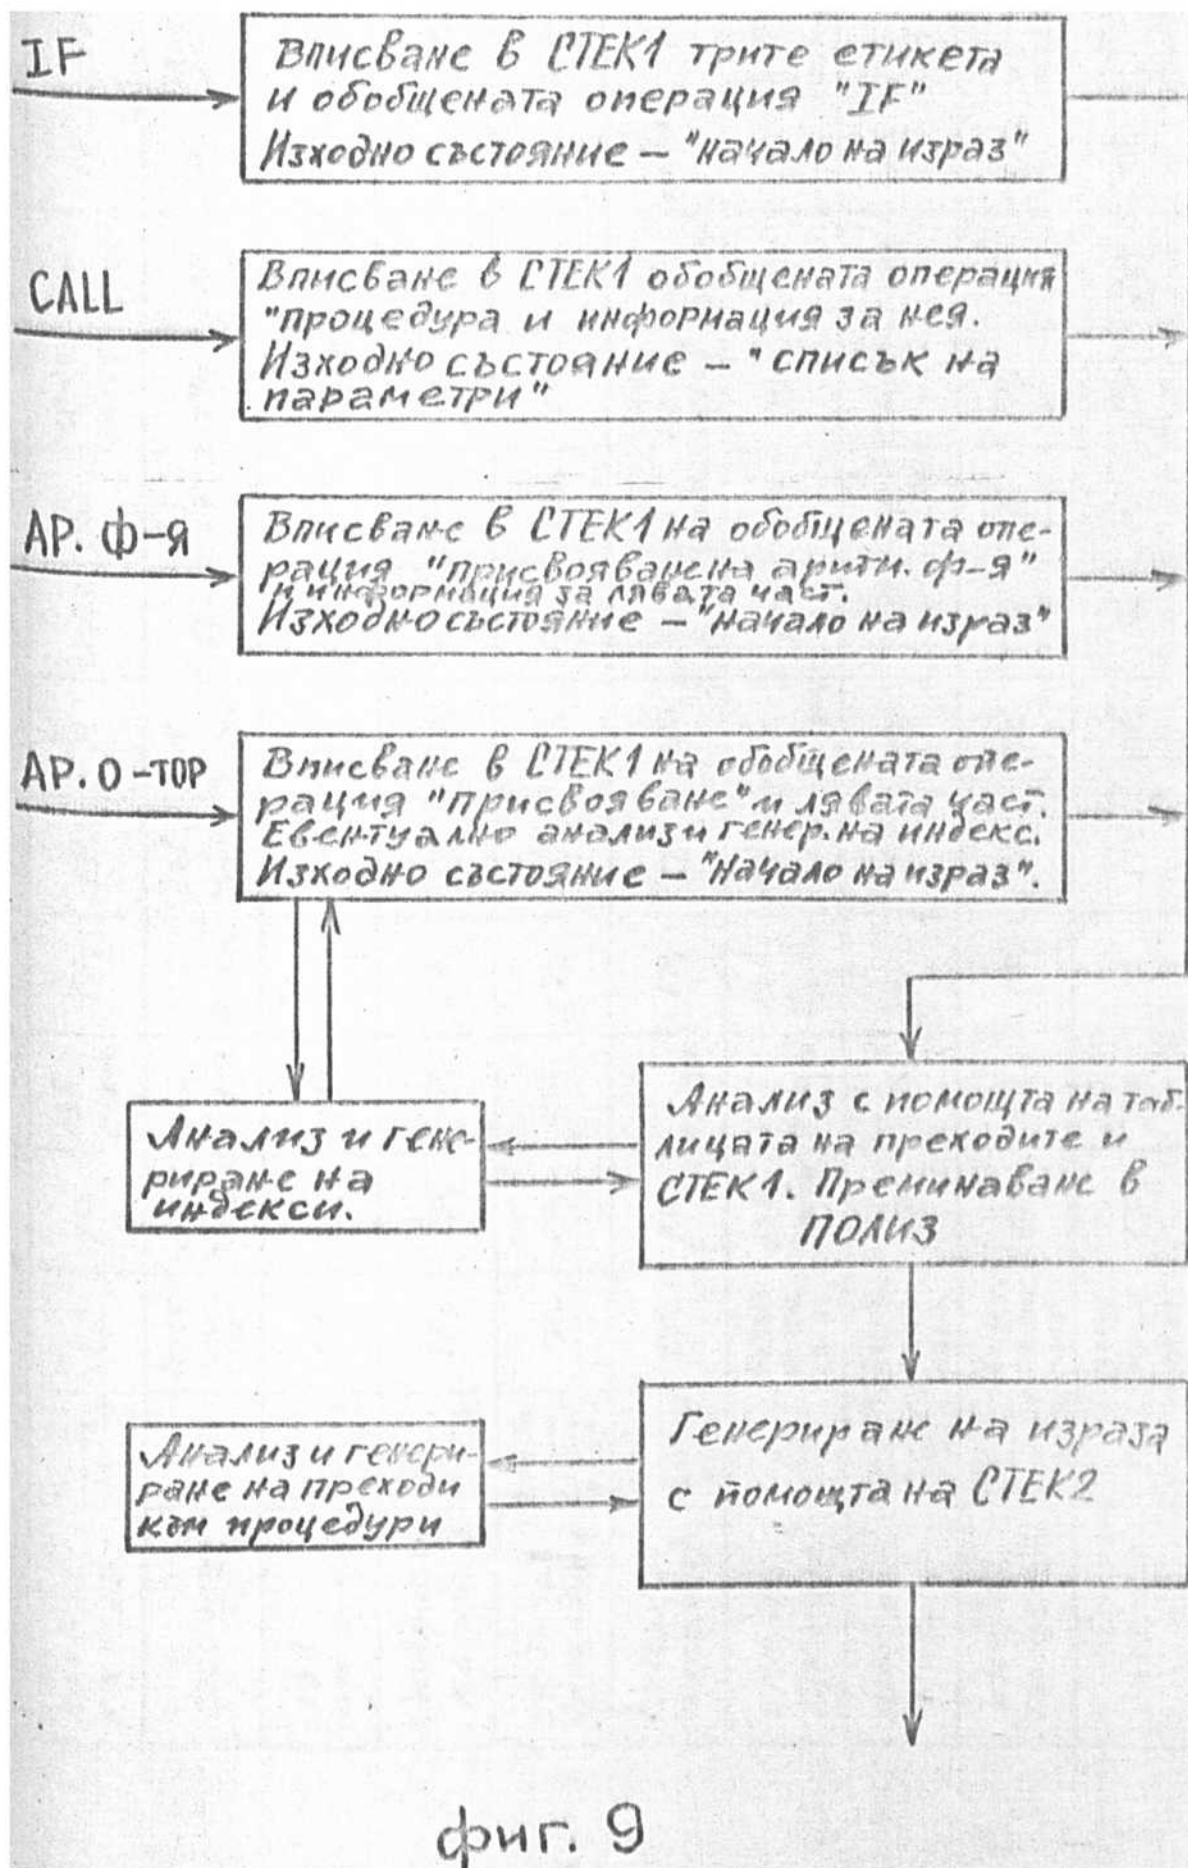 IF
Вписване в СТЕК1 трите етикета
и обобщената операция "IF"
Изходно състояние — "начало на израз"
CALL
Вписване в СТЕК1 обобщената операция
"процедура и информация за нея.
Изходно състояние — "списък на
параметри"
АР. Ф-Я
Вписване в СТЕК1 на обобщената опе-
рация "присвояване на аритм. ф-я"
и информация за лявата част.
Изходно състояние — "начало на израз"
АР. О-ТОР
Вписване в СТЕК1 на обобщената опе-
рация "присвояване" и лявата част.
Евентуално анализ и генер. на индекс.
Изходно състояние — "начало на израз".
Анализ и гене-
риране на
индекси.
Анализ с помощта на таб-
лицата на преходите и
СТЕК1. Преминаване в
ПОЛИЗ
Анализ и генери-
ране на преходи
към процедури
Генериране на израза
с помощта на СТЕК2
фиг. 9